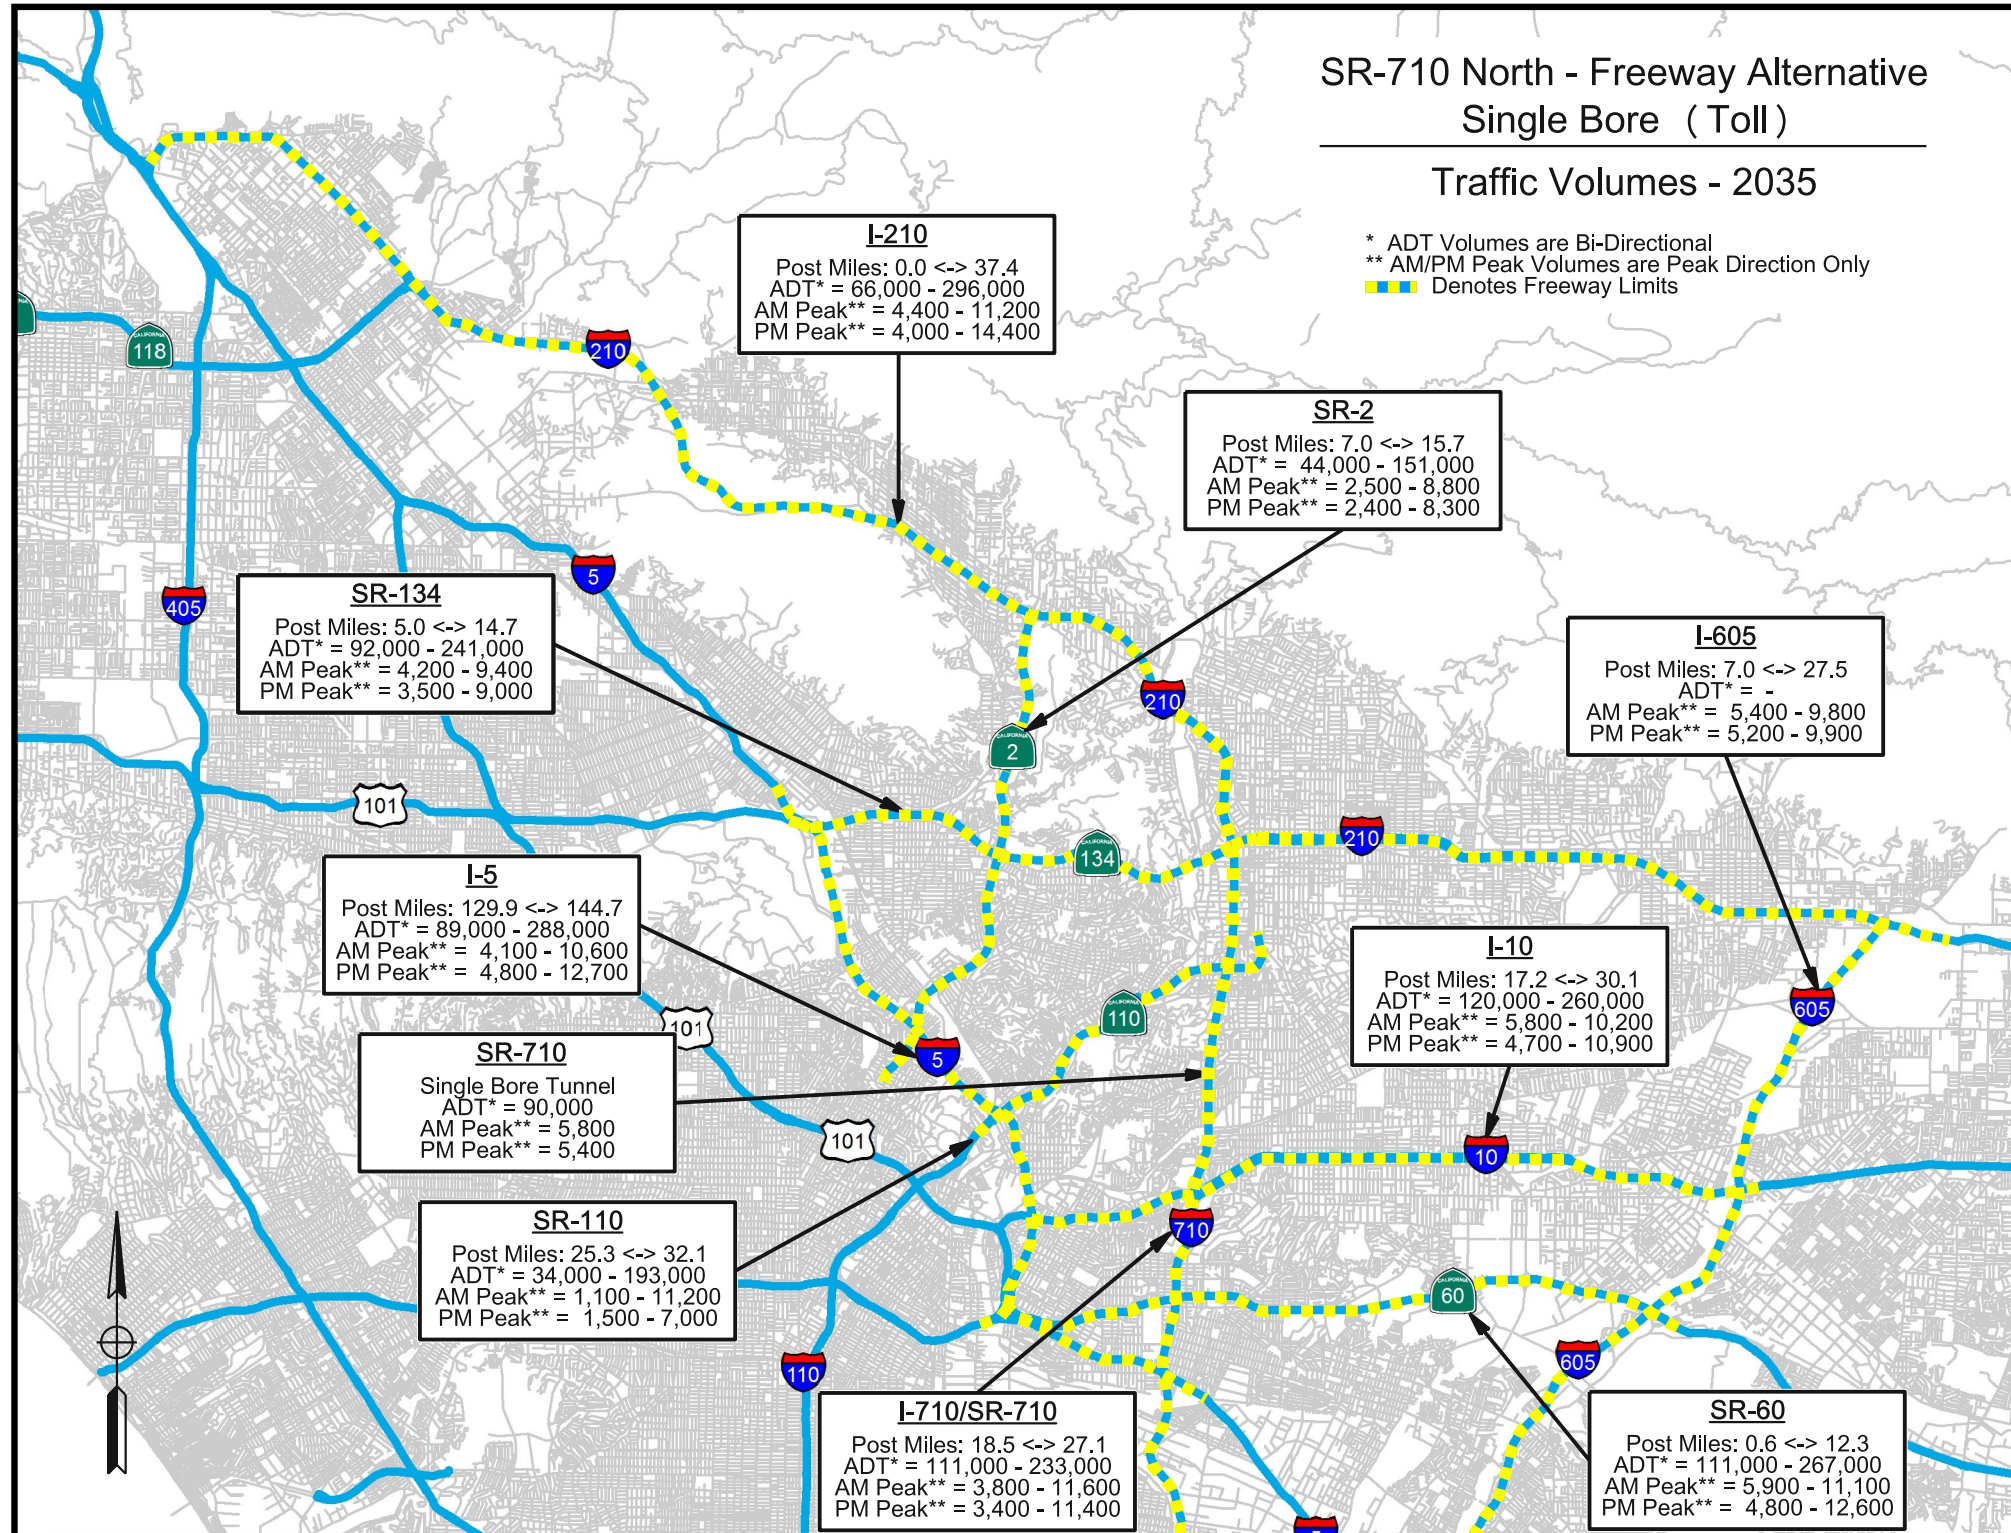 SR-710 North - Freeway Alternative
Single Bore (Toll)
Traffic Volumes - 2035
* ADT Volumes are Bi-Directional
** AM/PM Peak Volumes are Peak Direction Only
Denotes Freeway Limits
I-210
Post Miles: 0.0 <-> 37.4
ADT* = 66,000 - 296,000
AM Peak** = 4,400 - 11,200
PM Peak** = 4,000 - 14,400
CALIFORNIA
118
210
SR-2
Post Miles: 7.0 <-> 15.7
ADT* = 44,000 - 151,000
AM Peak** = 2,500 - 8,800
PM Peak** = 2,400 - 8,300
5
405
SR-134
Post Miles: 5.0 <-> 14.7
ADT* = 92,000 - 241,000
AM Peak** = 4,200 - 9,400
PM Peak** = 3,500 - 9,000
I-605
Post Miles: 7.0 <-> 27.5
ADT* = -
AM Peak** = 5,400 - 9,800
PM Peak** = 5,200 - 9,900
210
CALIFORNIA
2
101
210
CALIFORNIA
134
I-5
Post Miles: 129.9 <-> 144.7
ADT* = 89,000 - 288,000
AM Peak** = 4,100 - 10,600
PM Peak** = 4,800 - 12,700
I-10
Post Miles: 17.2 <-> 30.1
ADT* = 120,000 - 260,000
AM Peak** = 5,800 - 10,200
PM Peak** = 4,700 - 10,900
605
CALIFORNIA
110
101
5
SR-710
Single Bore Tunnel
ADT* = 90,000
AM Peak** = 5,800
PM Peak** = 5,400
101
10
SR-110
Post Miles: 25.3 <-> 32.1
ADT* = 34,000 - 193,000
AM Peak** = 1,100 - 11,200
PM Peak** = 1,500 - 7,000
710
CALIFORNIA
60
110
605
I-710/SR-710
Post Miles: 18.5 <-> 27.1
ADT* = 111,000 - 233,000
AM Peak** = 3,800 - 11,600
PM Peak** = 3,400 - 11,400
SR-60
Post Miles: 0.6 <-> 12.3
ADT* = 111,000 - 267,000
AM Peak** = 5,900 - 11,100
PM Peak** = 4,800 - 12,600